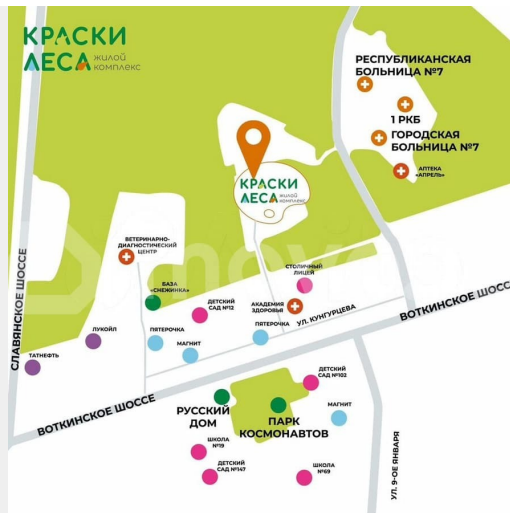 КРАСКИ
ЛЕСА жилой
комплекс
РЕСПУБЛИКАНСКАЯ
БОЛЬНИЦА №7
1 РКБ
ГОРОДСКАЯ
БОЛЬНИЦА №7
АПТЕКА
«АПРЕЛЬ»
КРАСКИ
ЛЕСА жилой
комплекс
ВЕТЕРИНАРНО-
ДИАГНОСТИЧЕСКИЙ
ЦЕНТР
БАЗА
«СНЕЖИНКА»
СТОЛИЧНЫЙ
ЛИЦЕЙ
ДЕТСКИЙ
САД №12
АКАДЕМИЯ
ЗДОРОВЬЯ
УЛ. КУНГУРЦЕВА
ВОТКИНСКОЕ ШОССЕ
СЛАВЯНСКОЕ ШОССЕ
ЛУКОЙЛ
ТАТНЕФТЬ
ПЯТЕРОЧКА
МАГНИТ
ПЯТЕРОЧКА
ВОТКИНСКОЕ ШОССЕ
ДЕТСКИЙ
САД №102
РУССКИЙ
ДОМ
ПАРК
КОСМОНАВТОВ
МАГНИТ
ШКОЛА
№19
ДЕТСКИЙ
САД №147
ШКОЛА
№69
УЛ. 9-ОЕ ЯНВАРЯ